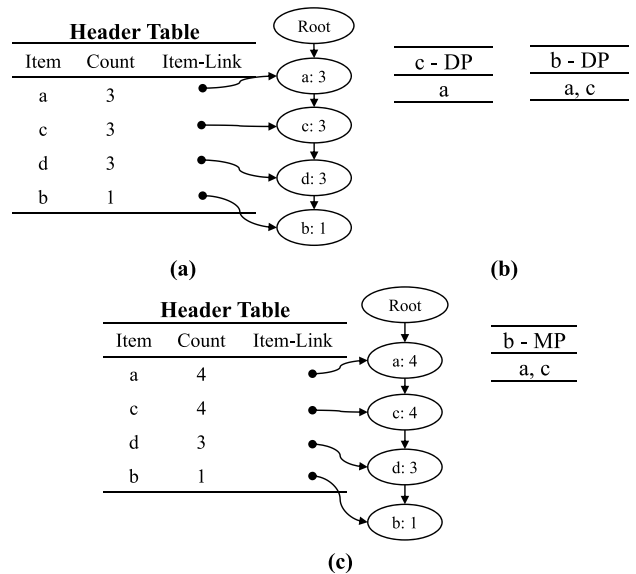 Header Table
Root
Item Count Item-Link
a 3
a: 3
c 3
c: 3
d 3
d: 3
b 1
b: 1
(a)
c - DP
a
b - DP
a, c
(b)
Header Table
Root
Item Count Item-Link
a 4
a: 4
c 4
c: 4
d 3
d: 3
b 1
b: 1
b - MP
a, c
(c)